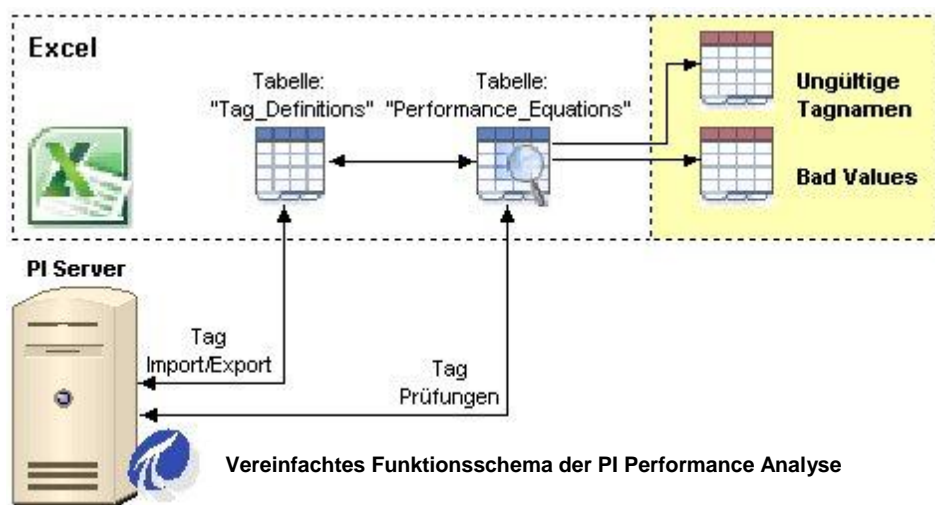 Excel
Tabelle:
"Tag_Definitions"
Tabelle:
"Performance_Equations"
Ungültige
Tagnamen
Bad Values
PI Server
Tag
Import/Export
Tag
Prüfungen
Vereinfachtes Funktionsschema der PI Performance Analyse